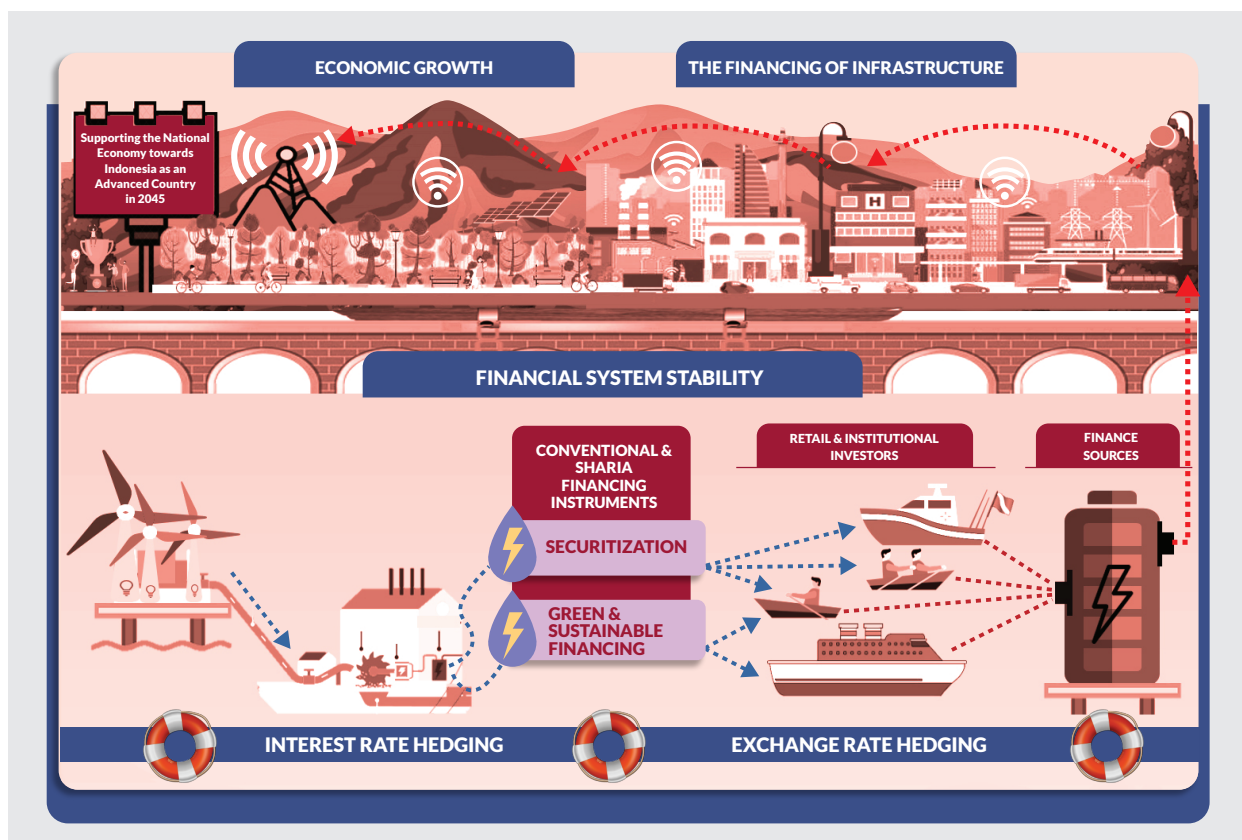 ECONOMIC GROWTH
THE FINANCING OF INFRASTRUCTURE
Supporting the National
Economy towards
Indonesia as an
Advanced Country
in 2045
H
FINANCIAL SYSTEM STABILITY
CONVENTIONAL &
SHARIA
FINANCING
INSTRUMENTS
SECURITIZATION
GREEN &
SUSTAINABLE
FINANCING
RETAIL & INSTITUTIONAL
INVESTORS
FINANCE
SOURCES
INTEREST RATE HEDGING
EXCHANGE RATE HEDGING